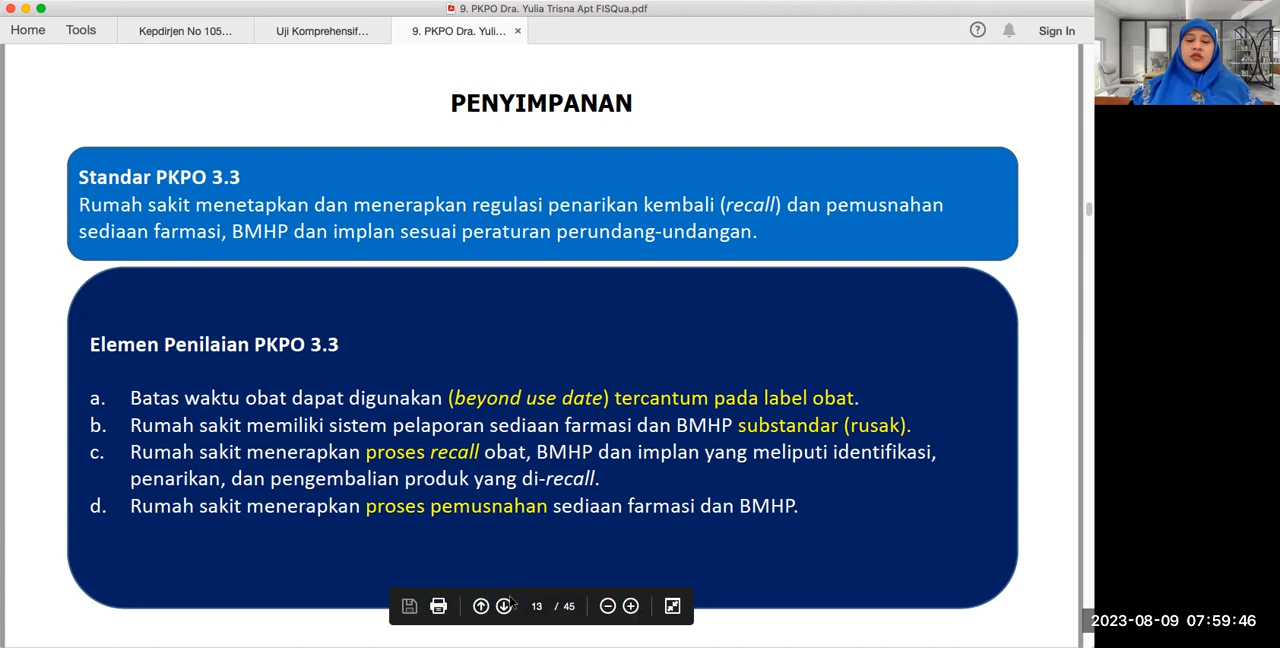 9. PKPO Dra. Yulia Trisna Apt FISQua.pdf
Home Tools Kepdirjen No 105... Uji Komprehensif... 9. PKPO Dra. Yuli... × ? Sign In
PENYIMPANAN
Standar PKPO 3.3
Rumah sakit menetapkan dan menerapkan regulasi penarikan kembali (recall) dan pemusnahan
sediaan farmasi, BMHP dan implan sesuai peraturan perundang-undangan.
Elemen Penilaian PKPO 3.3
a. Batas waktu obat dapat digunakan (beyond use date) tercantum pada label obat.
b. Rumah sakit memiliki sistem pelaporan sediaan farmasi dan BMHP substandar (rusak).
c. Rumah sakit menerapkan proses recall obat, BMHP dan implan yang meliputi identifikasi,
penarikan, dan pengembalian produk yang di-recall.
d. Rumah sakit menerapkan proses pemusnahan sediaan farmasi dan BMHP.
13 / 45
2023-08-09 07:59:46